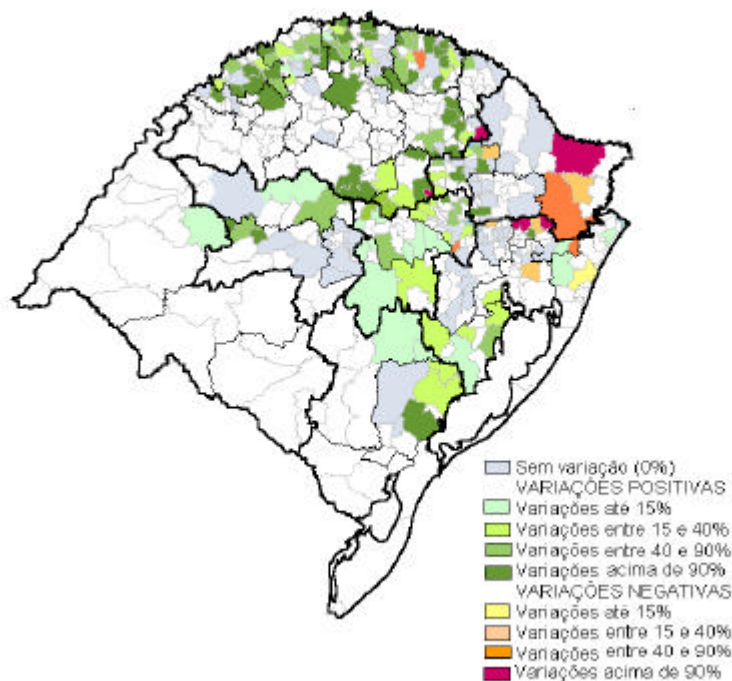 Sem variação (0%)
VARIAÇÕES POSITIVAS
Variações até 15%
Variações entre 15 e 40%
Variações entre 40 e 90%
Variações acima de 90%
VARIAÇÕES NEGATIVAS
Variações até 15%
Variações entre 15 e 40%
Variações entre 40 e 90%
Variações acima de 90%